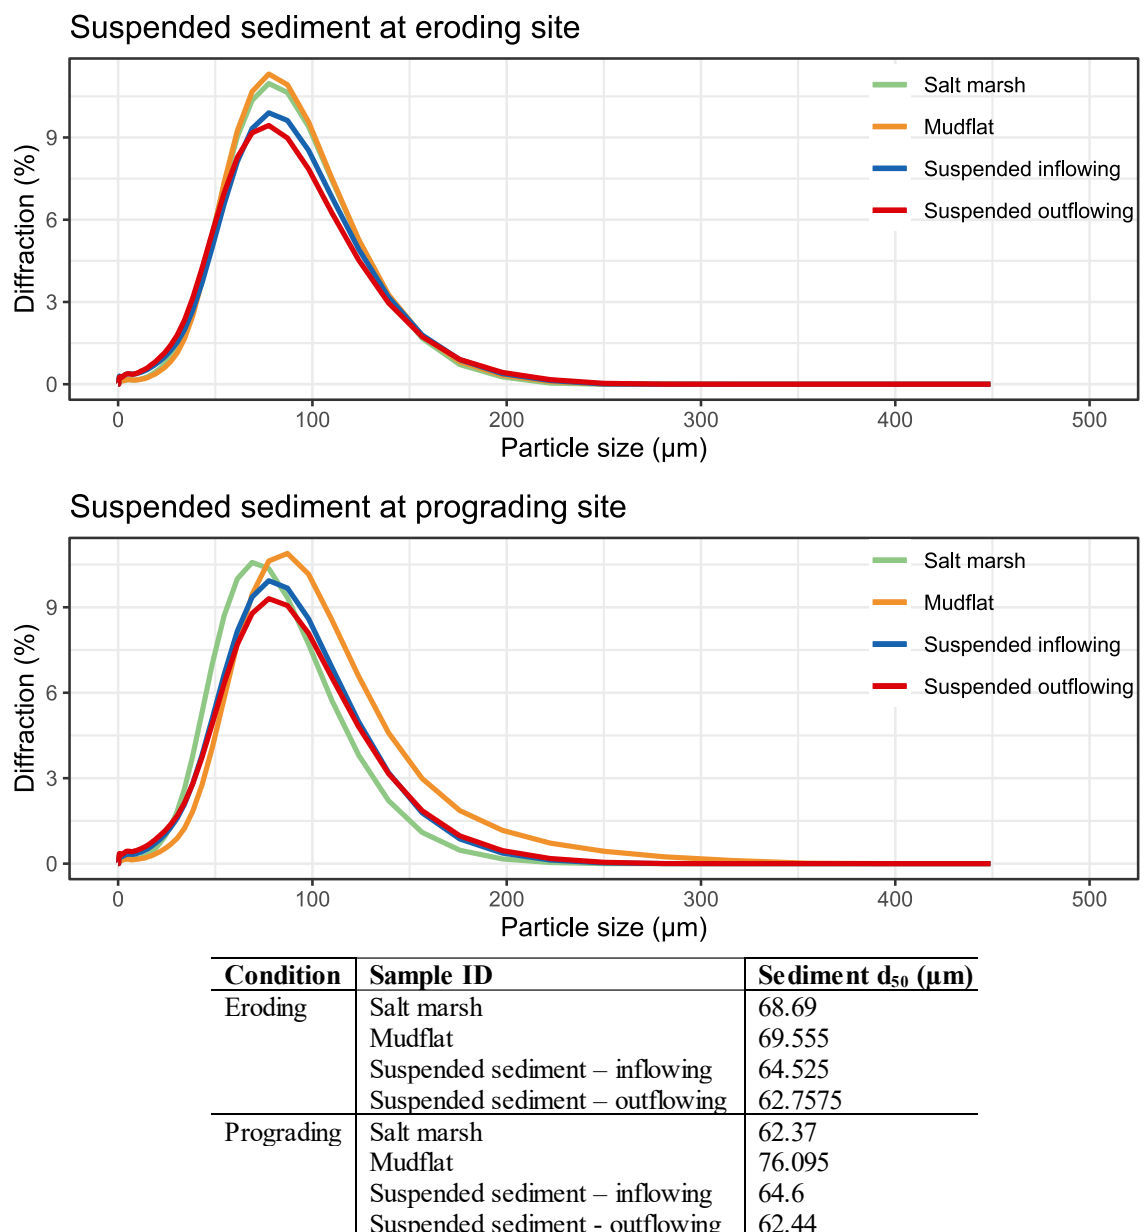 Suspended sediment at eroding site
Diffraction (%)
9
6
3
0
Salt marsh
Mudflat
Suspended inflowing
Suspended outflowing
0 100 200 300 400 500
Particle size (µm)
Suspended sediment at prograding site
Diffraction (%)
9
6
3
0
Salt marsh
Mudflat
Suspended inflowing
Suspended outflowing
0 100 200 300 400 500
Particle size (µm)
Condition Sample ID Sediment d₅₀ (µm)
Eroding Salt marsh 68.69
Mudflat 69.555
Suspended sediment – inflowing 64.525
Suspended sediment – outflowing 62.7575
Prograding Salt marsh 62.37
Mudflat 76.095
Suspended sediment – inflowing 64.6
Suspended sediment - outflowing 62.44